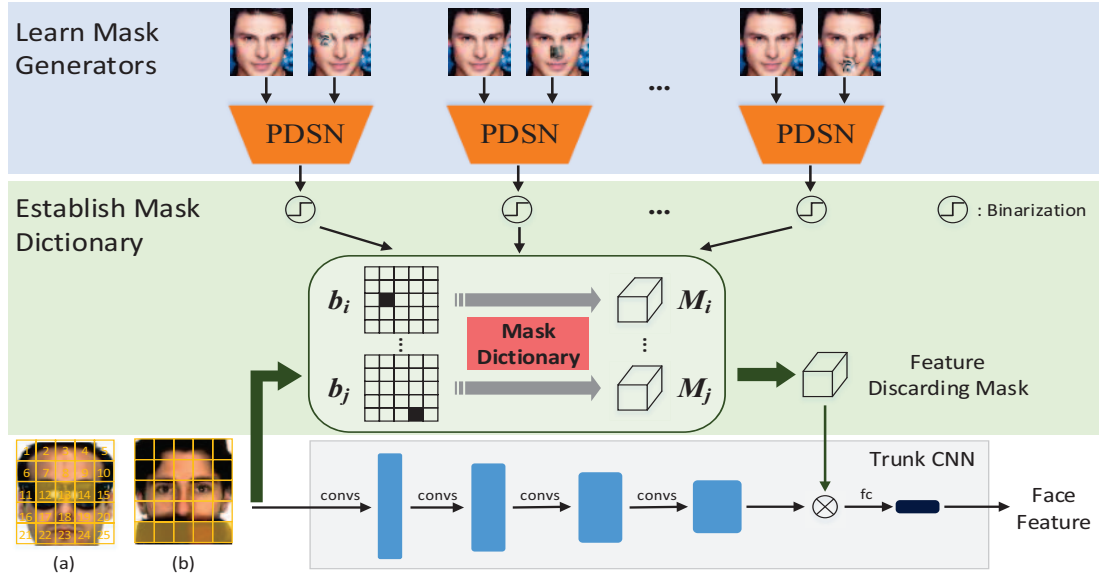 Learn Mask
Generators
...
PDSN
PDSN
PDSN
Establish Mask
Dictionary
...
: Binarization
b_i
M_i
Mask
Dictionary
...
...
b_j
M_j
Feature
Discarding Mask
Trunk CNN
1 2 3 4 5
6 7 8 9 10
11 12 13 14 15
16 17 18 19 20
21 22 23 24 25
convs
convs
convs
convs
fc
Face
Feature
(a)
(b)